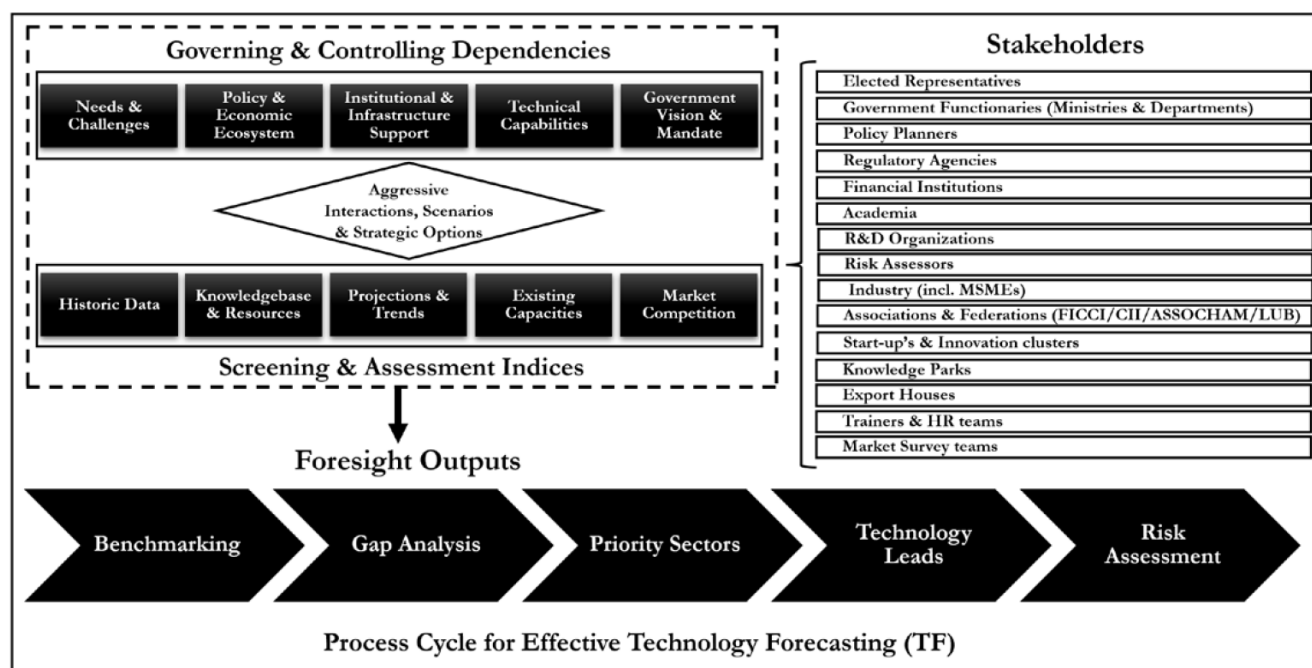 Governing & Controlling Dependencies
Needs &
Challenges
Policy &
Economic
Ecosystem
Institutional &
Infrastructure
Support
Technical
Capabilities
Government
Vision &
Mandate
Aggressive
Interactions, Scenarios
& Strategic Options
Historic Data
Knowledgebase
& Resources
Projections &
Trends
Existing
Capacities
Market
Competition
Screening & Assessment Indices
Stakeholders
Elected Representatives
Government Functionaries (Ministries & Departments)
Policy Planners
Regulatory Agencies
Financial Institutions
Academia
R&D Organizations
Risk Assessors
Industry (incl. MSMEs)
Associations & Federations (FICCI/CII/ASSOCHAM/LUB)
Start-up's & Innovation clusters
Knowledge Parks
Export Houses
Trainers & HR teams
Market Survey teams
Foresight Outputs
Benchmarking
Gap Analysis
Priority Sectors
Technology
Leads
Risk
Assessment
Process Cycle for Effective Technology Forecasting (TF)